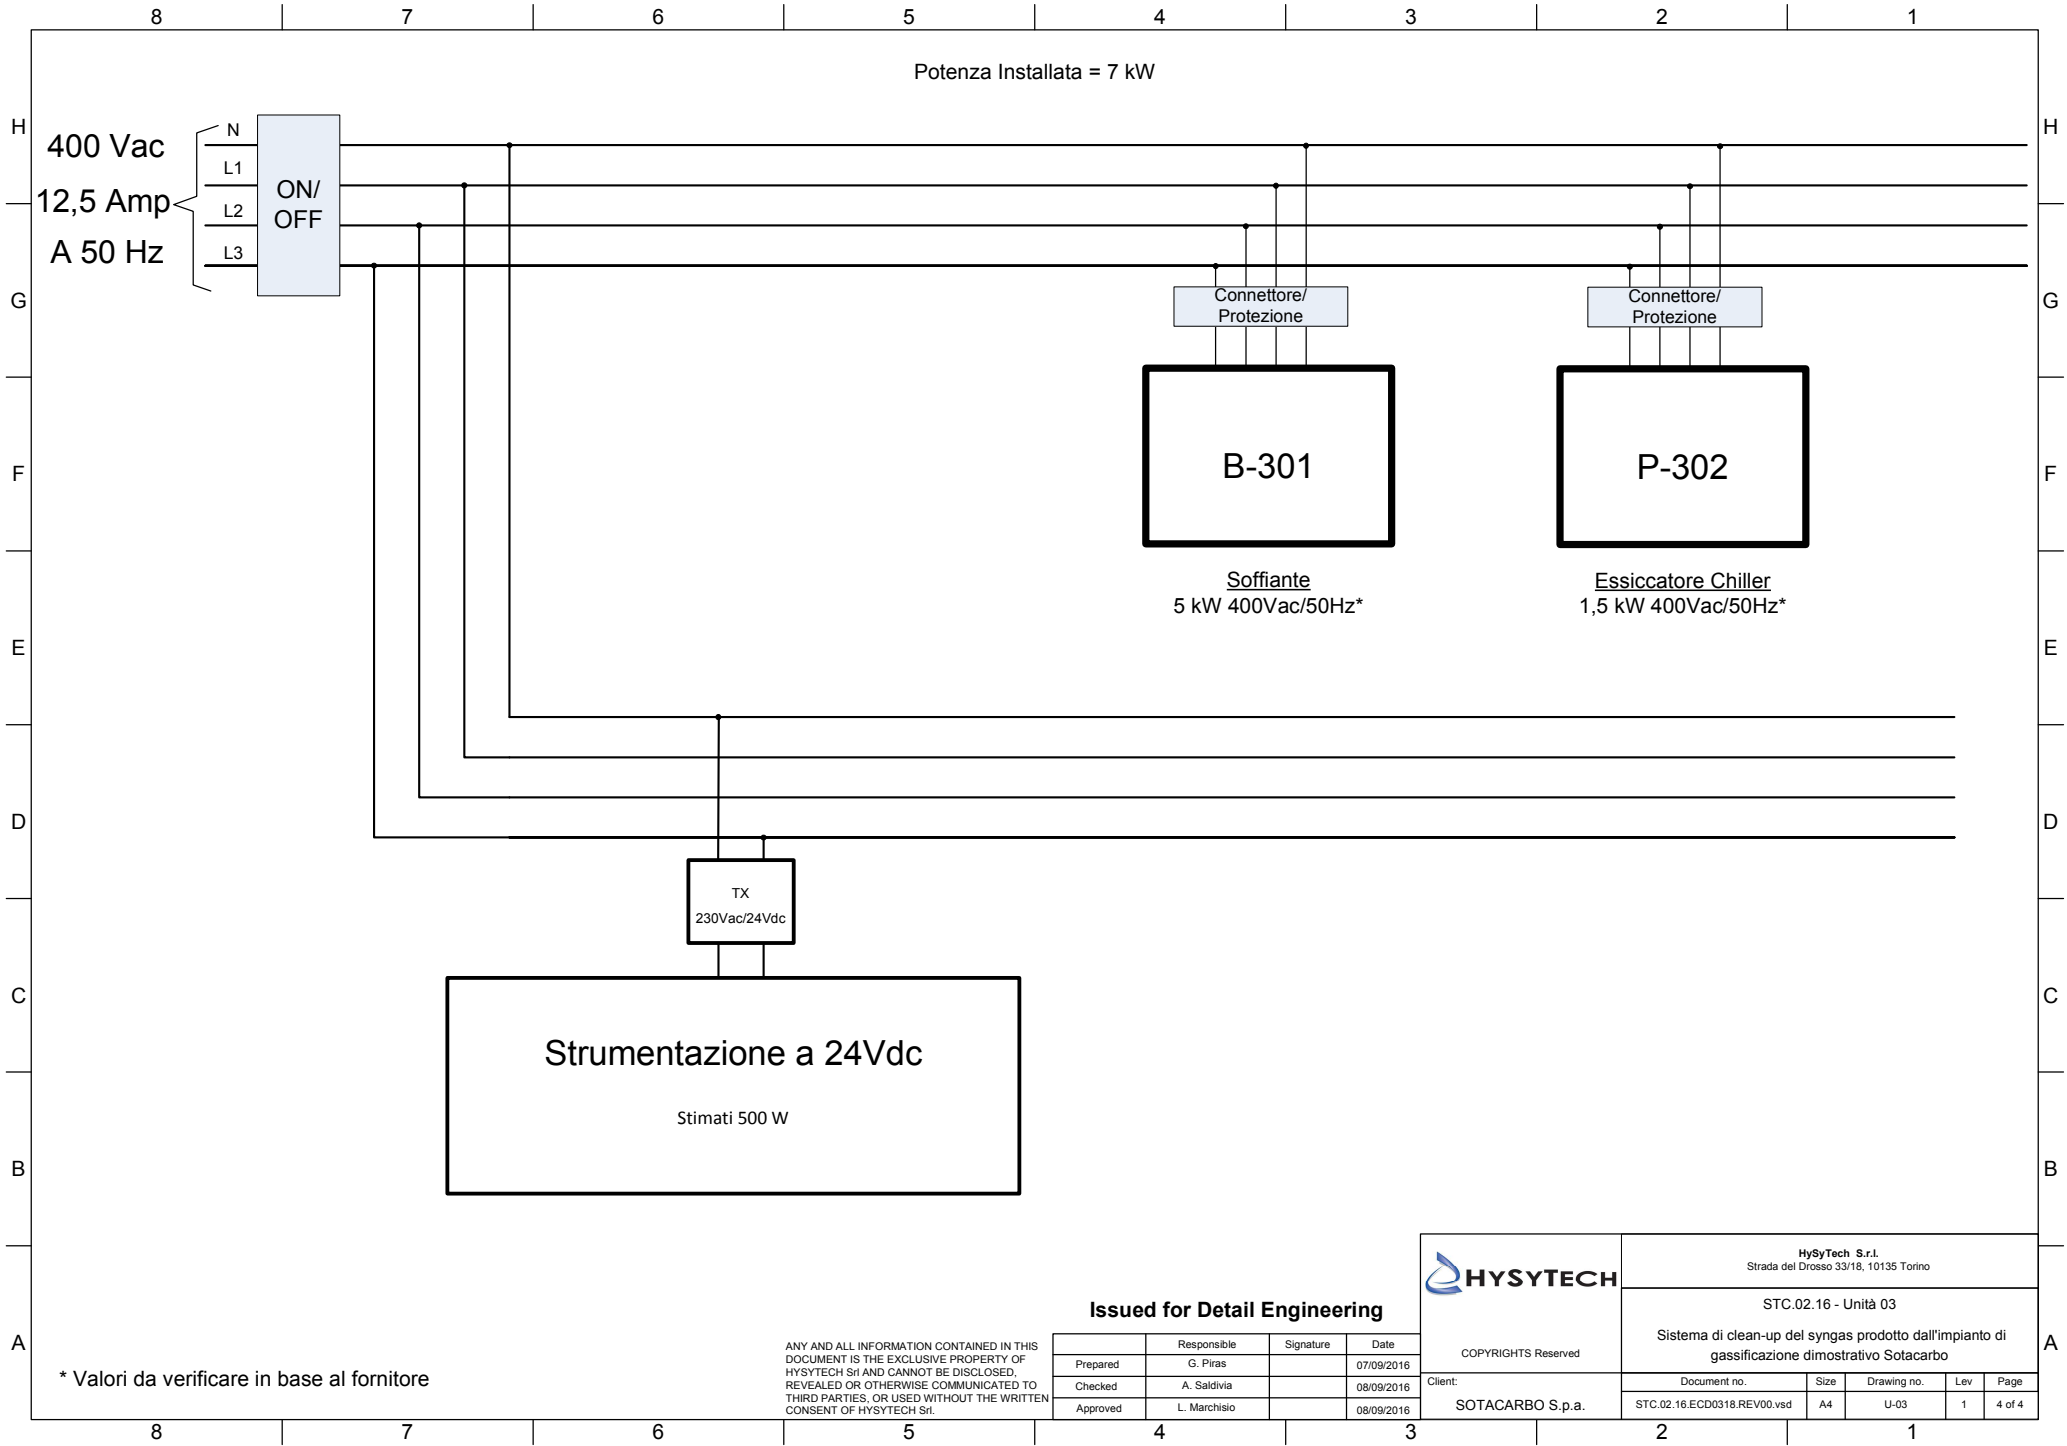 8 7 6 5 4 3 2 1
Potenza Installata = 7 kW
H H
400 Vac
12,5 Amp
A 50 Hz
N
L1
L2
L3
ON/
OFF
G G
Connettore/
Protezione
Connettore/
Protezione
F F
B-301
P-302
Soffiante
5 kW 400Vac/50Hz*
Essiccatore Chiller
1,5 kW 400Vac/50Hz*
E E
D D
TX
230Vac/24Vdc
C C
Strumentazione a 24Vdc
Stimati 500 W
B B
A A
* Valori da verificare in base al fornitore
ANY AND ALL INFORMATION CONTAINED IN THIS
DOCUMENT IS THE EXCLUSIVE PROPERTY OF
HYSYTECH Srl AND CANNOT BE DISCLOSED,
REVEALED OR OTHERWISE COMMUNICATED TO
THIRD PARTIES, OR USED WITHOUT THE WRITTEN
CONSENT OF HYSYTECH Srl.
Issued for Detail Engineering
Responsible Signature Date
Prepared G. Piras 07/09/2016
Checked A. Saldivia 08/09/2016
Approved L. Marchisio 08/09/2016
HYSYTECH
COPYRIGHTS Reserved
Client:
SOTACARBO S.p.a.
HySyTech S.r.l.
Strada del Drosso 33/18, 10135 Torino
STC.02.16 - Unità 03
Sistema di clean-up del syngas prodotto dall'impianto di
gassificazione dimostrativo Sotacarbo
Document no. Size Drawing no. Lev Page
STC.02.16.ECD0318.REV00.vsd A4 U-03 1 4 of 4
8 7 6 5 4 3 2 1